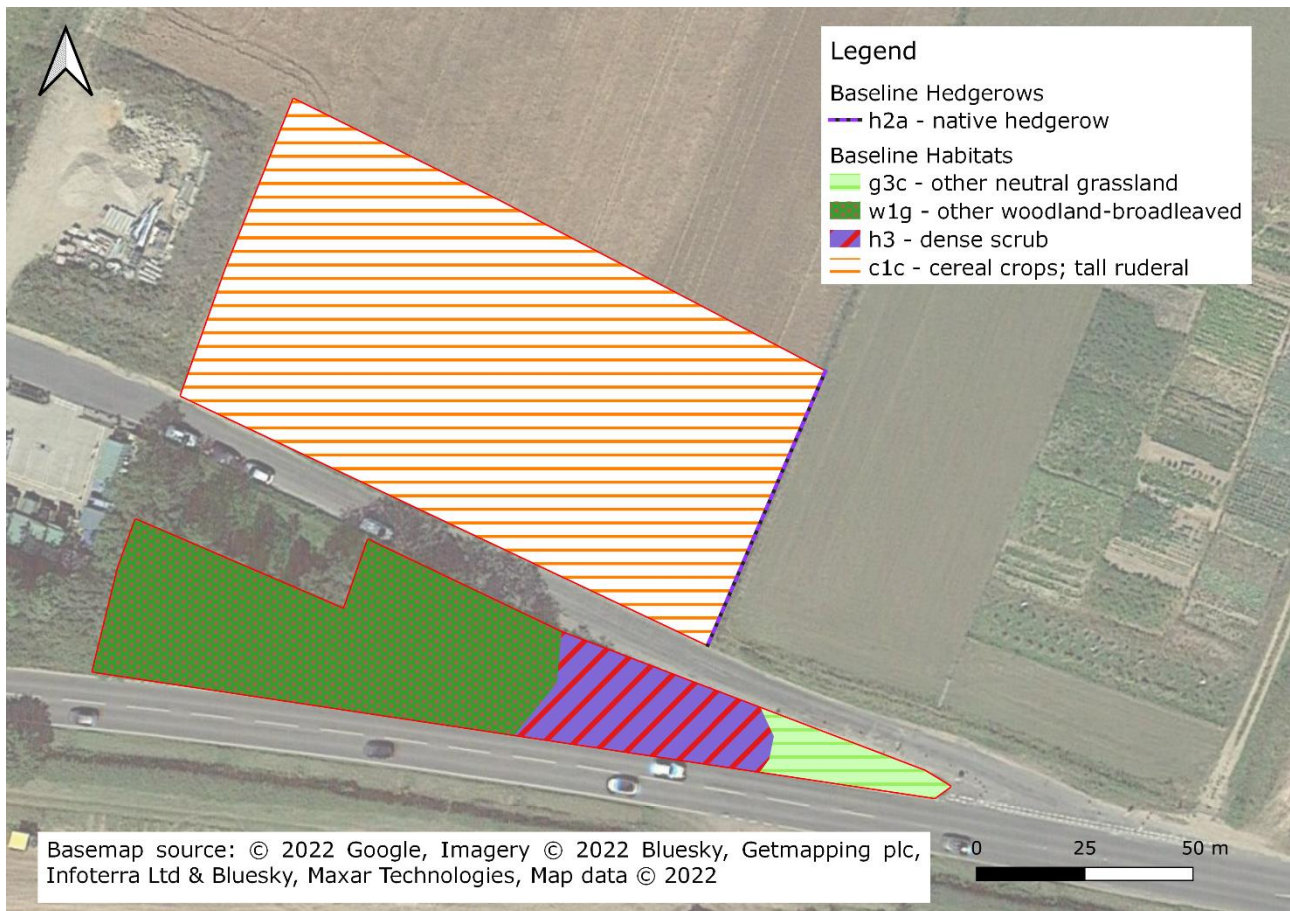 Legend
Baseline Hedgerows
h2a - native hedgerow
Baseline Habitats
g3c - other neutral grassland
w1g - other woodland-broadleaved
h3 - dense scrub
c1c - cereal crops; tall ruderal
0 25 50 m
Basemap source: © 2022 Google, Imagery © 2022 Bluesky, Getmapping plc,
Infoterra Ltd & Bluesky, Maxar Technologies, Map data © 2022